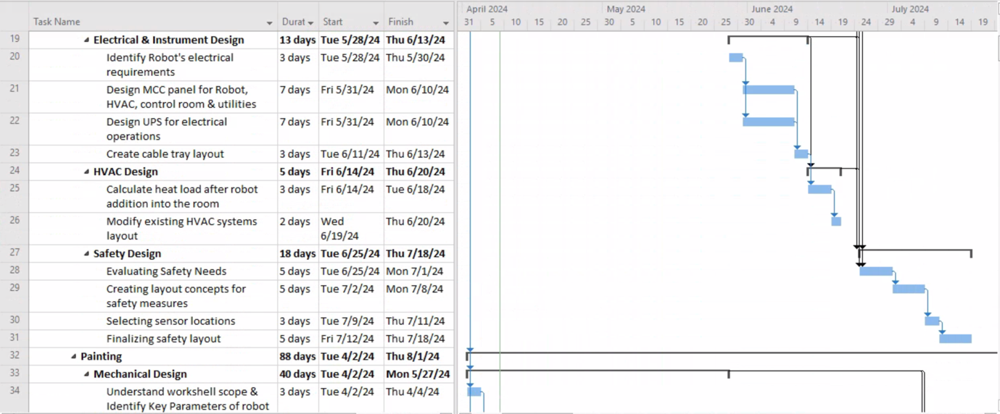 April 2024 May 2024 June 2024 July 2024
Task Name Durat Start Finish 31 5 10 15 20 25 30 5 10 15 20 25 30 4 9 14 19 24 29 4 9 14 19
19 Electrical & Instrument Design 13 days Tue 5/28/24 Thu 6/13/24
20 Identify Robot's electrical 3 days Tue 5/28/24 Thu 5/30/24
requirements
21 Design MCC panel for Robot, 7 days Fri 5/31/24 Mon 6/10/24
HVAC, control room & utilities
22 Design UPS for electrical 7 days Fri 5/31/24 Mon 6/10/24
operations
23 Create cable tray layout 3 days Tue 6/11/24 Thu 6/13/24
24 HVAC Design 5 days Fri 6/14/24 Thu 6/20/24
25 Calculate heat load after robot 3 days Fri 6/14/24 Tue 6/18/24
addition into the room
26 Modify existing HVAC systems 2 days Wed Thu 6/20/24
layout 6/19/24
27 Safety Design 18 days Tue 6/25/24 Thu 7/18/24
28 Evaluating Safety Needs 5 days Tue 6/25/24 Mon 7/1/24
29 Creating layout concepts for 5 days Tue 7/2/24 Mon 7/8/24
safety measures
30 Selecting sensor locations 3 days Tue 7/9/24 Thu 7/11/24
31 Finalizing safety layout 5 days Fri 7/12/24 Thu 7/18/24
32 Painting 88 days Tue 4/2/24 Thu 8/1/24
33 Mechanical Design 40 days Tue 4/2/24 Mon 5/27/24
34 Understand workshell scope & 3 days Tue 4/2/24 Thu 4/4/24
Identify Key Parameters of robot